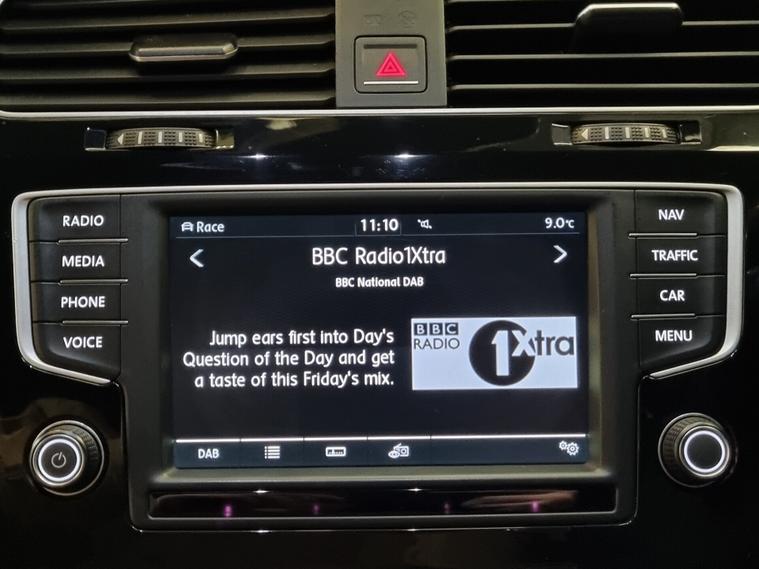 RADIO
MEDIA
PHONE
VOICE
Race 11:10 9.0°C
BBC Radio1Xtra
BBC National DAB
Jump ears first into Day's
Question of the Day and get
a taste of this Friday's mix.
BBC
RADIO
1Xtra
DAB
NAV
TRAFFIC
CAR
MENU